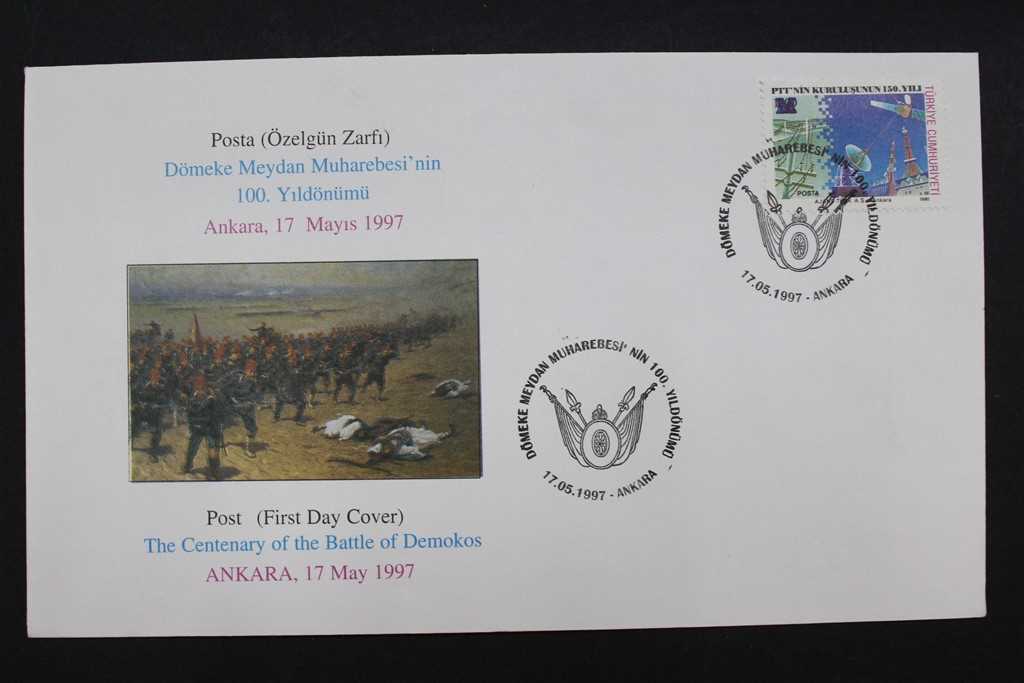 Posta (Özelgün Zarfı)
Dömeke Meydan Muharebesi'nin
100. Yıldönümü
Ankara, 17 Mayıs 1997
Post (First Day Cover)
The Centenary of the Battle of Demokos
ANKARA, 17 May 1997
PTT'NİN KURULUŞUNUN 150. YILI
TÜRKİYE CUMHURİYETİ
POSTA
DÖMEKE MEYDAN MUHAREBESİ' NİN 100. YILDÖNÜMÜ
17.05.1997 - ANKARA
DÖMEKE MEYDAN MUHAREBESİ' NİN 100. YILDÖNÜMÜ
17.05.1997 - ANKARA